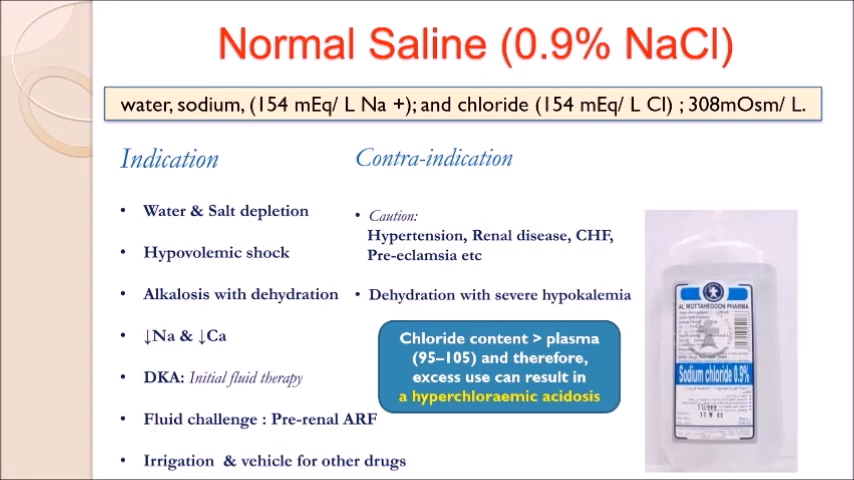 Normal Saline (0.9% NaCl)
water, sodium, (154 mEq/ L Na +); and chloride (154 mEq/ L Cl) ; 308mOsm/ L.
Indication
• Water & Salt depletion
• Hypovolemic shock
• Alkalosis with dehydration
• ↓Na & ↓Ca
• DKA: Initial fluid therapy
• Fluid challenge : Pre-renal ARF
• Irrigation & vehicle for other drugs
Contra-indication
• Caution:
Hypertension, Renal disease, CHF,
Pre-eclamsia etc
• Dehydration with severe hypokalemia
Chloride content > plasma
(95–105) and therefore,
excess use can result in
a hyperchloraemic acidosis
AL MOTTAHEDOON PHARMA
Sodium chloride 0.9%